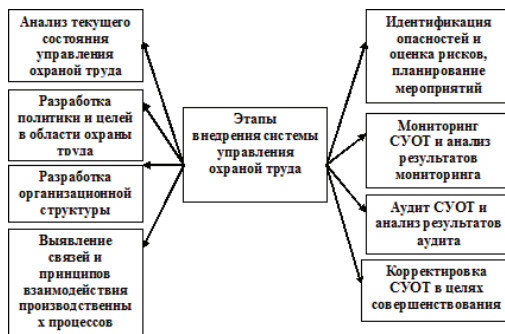 Анализ текущего
состояния
управления
охраной труда
Разработка
политики и целей
в области охраны
труда
Разработка
организационной
структуры
Выявление
связей и
принципов
взаимодействия
производственны
х процессов
Этапы
внедрения системы
управления
охраной труда
Идентификация
опасностей и
оценка рисков,
планирование
мероприятий
Мониторинг
СУОТ и анализ
результатов
мониторинга
Аудит СУОТ и
анализ результатов
аудита
Корректировка
СУОТ в целях
совершенствования